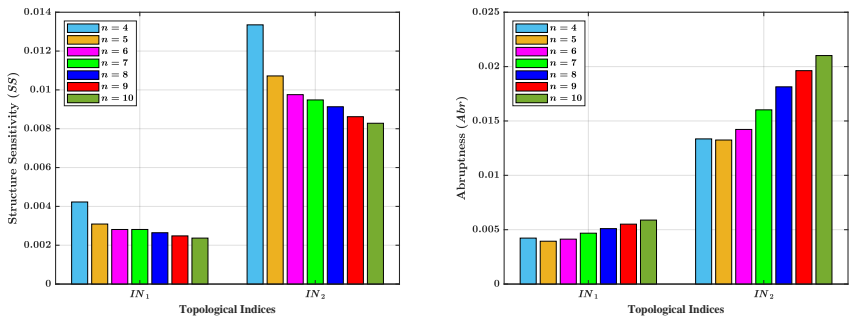 0.014
0.012
0.01
0.008
0.006
0.004
0.002
0
Structure Sensitivity (SS)
n = 4
n = 5
n = 6
n = 7
n = 8
n = 9
n = 10
IN₁
IN₂
Topological Indices
0.025
0.02
0.015
0.01
0.005
0
Abruptness (Abr)
n = 4
n = 5
n = 6
n = 7
n = 8
n = 9
n = 10
IN₁
IN₂
Topological Indices